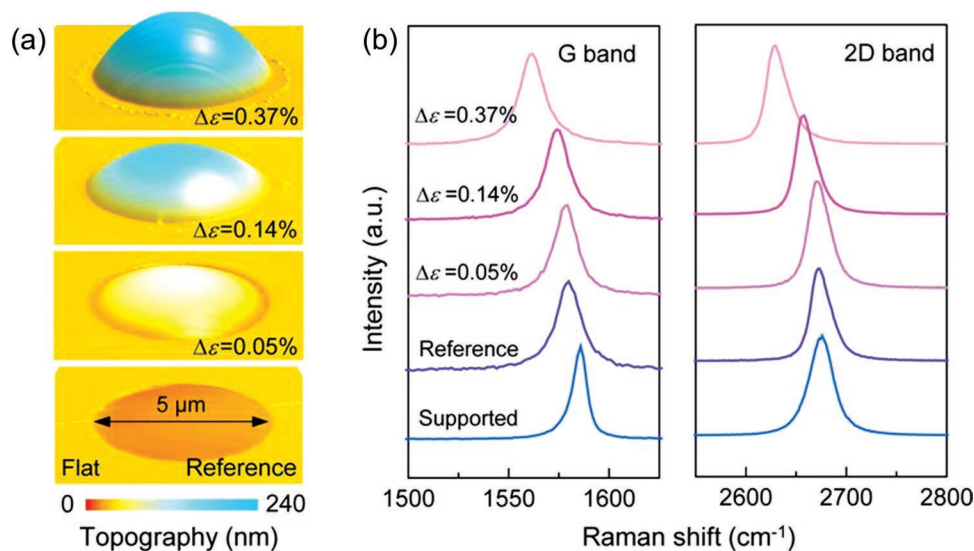 (a)
Δε=0.37%
Δε=0.14%
Δε=0.05%
5 μm
Flat
Reference
0
240
Topography (nm)
(b)
G band
2D band
Δε=0.37%
Δε=0.14%
Δε=0.05%
Reference
Supported
Intensity (a.u.)
1500 1550 1600
2600 2700 2800
Raman shift (cm⁻¹)